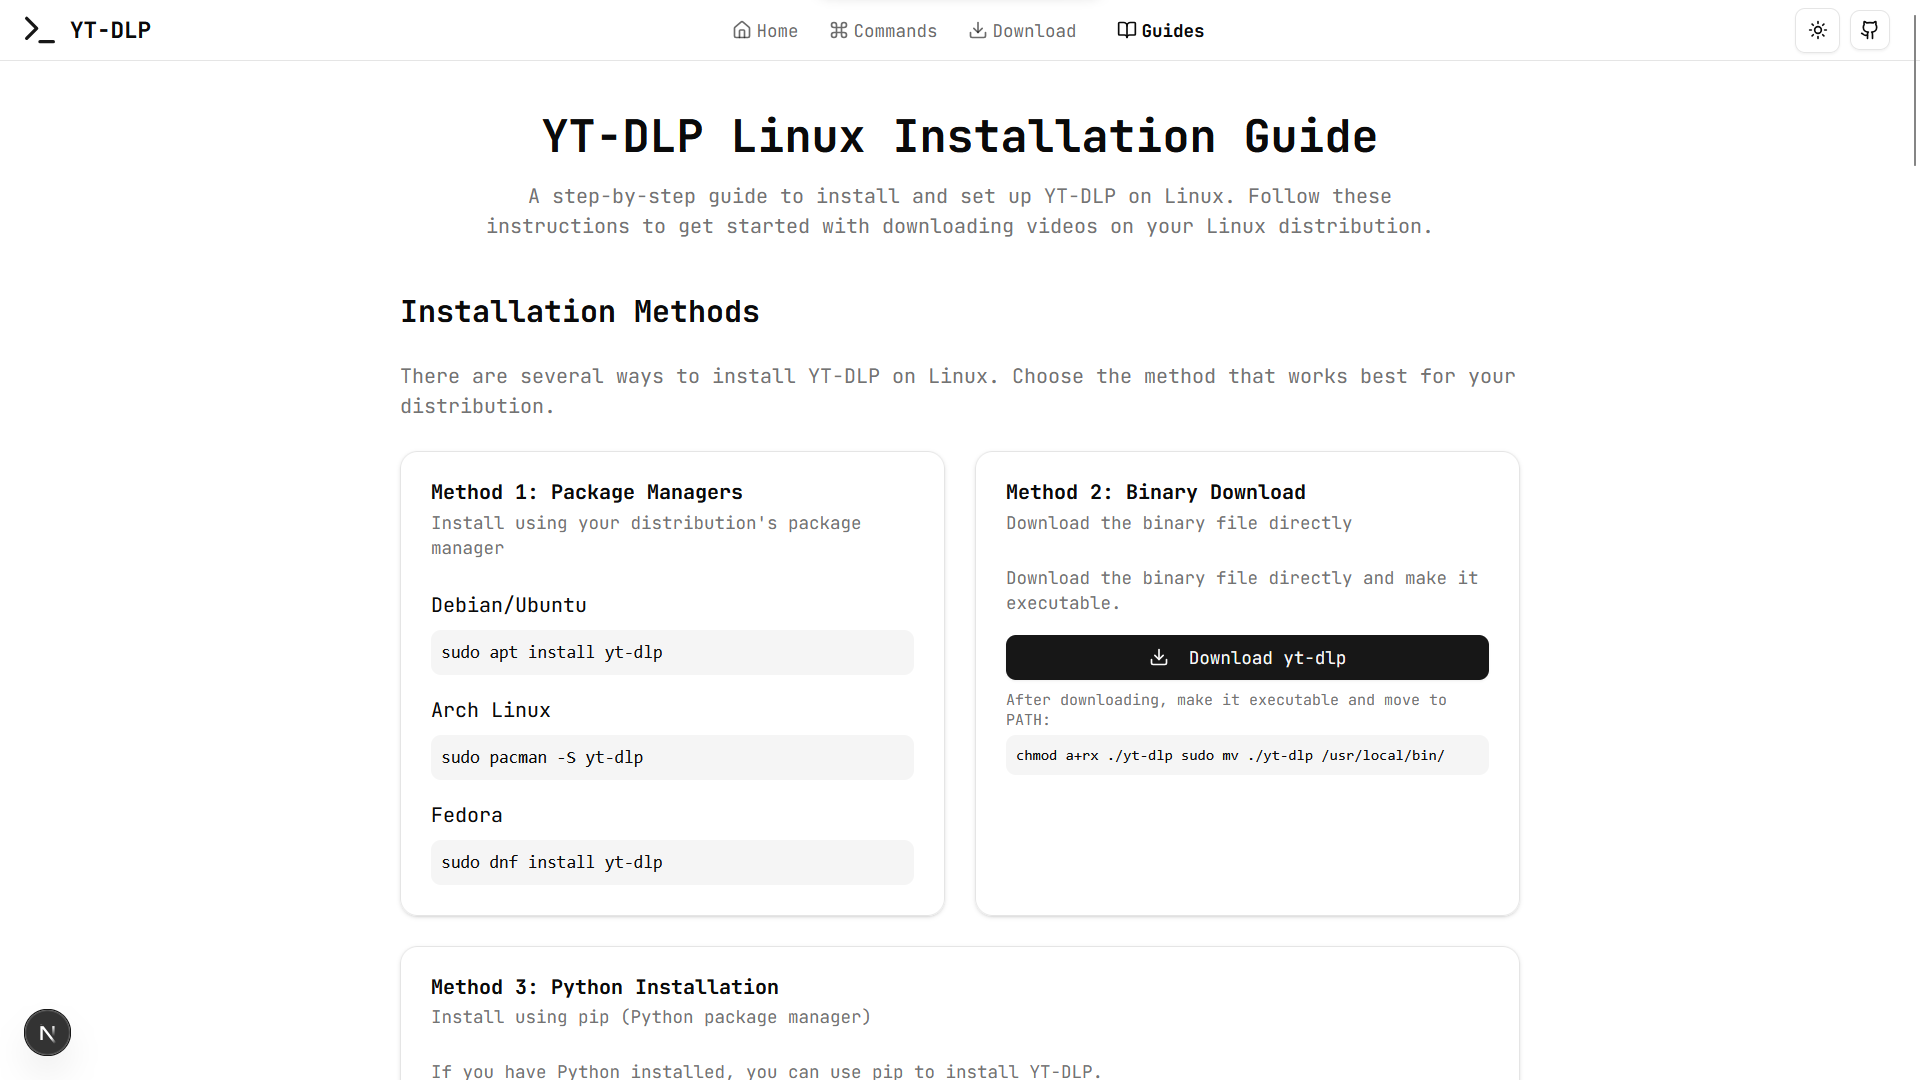 YT-DLP
Home
Commands
Download
Guides
YT-DLP Linux Installation Guide
A step-by-step guide to install and set up YT-DLP on Linux. Follow these
instructions to get started with downloading videos on your Linux distribution.
Installation Methods
There are several ways to install YT-DLP on Linux. Choose the method that works best for your
distribution.
Method 1: Package Managers
Install using your distribution's package
manager
Debian/Ubuntu
sudo apt install yt-dlp
Arch Linux
sudo pacman -S yt-dlp
Fedora
sudo dnf install yt-dlp
Method 2: Binary Download
Download the binary file directly
Download the binary file directly and make it
executable.
Download yt-dlp
After downloading, make it executable and move to
PATH:
chmod a+rx ./yt-dlp sudo mv ./yt-dlp /usr/local/bin/
Method 3: Python Installation
Install using pip (Python package manager)
If you have Python installed, you can use pip to install YT-DLP.
N